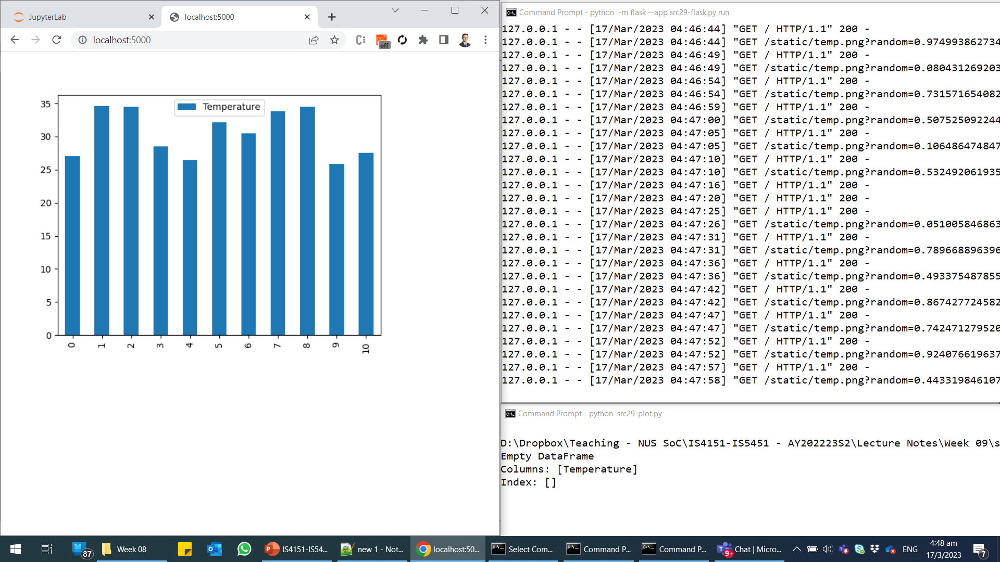 JupyterLab
localhost:5000
localhost:5000
off
Temperature
35
30
25
20
15
10
5
0
0 1 2 3 4 5 6 7 8 9 10
Command Prompt - python -m flask --app src29-flask.py run
127.0.0.1 - - [17/Mar/2023 04:46:44] "GET / HTTP/1.1" 200 -
127.0.0.1 - - [17/Mar/2023 04:46:44] "GET /static/temp.png?random=0.974993862734
127.0.0.1 - - [17/Mar/2023 04:46:49] "GET / HTTP/1.1" 200 -
127.0.0.1 - - [17/Mar/2023 04:46:49] "GET /static/temp.png?random=0.080431269203
127.0.0.1 - - [17/Mar/2023 04:46:54] "GET / HTTP/1.1" 200 -
127.0.0.1 - - [17/Mar/2023 04:46:54] "GET /static/temp.png?random=0.731571654082
127.0.0.1 - - [17/Mar/2023 04:46:59] "GET / HTTP/1.1" 200 -
127.0.0.1 - - [17/Mar/2023 04:47:00] "GET /static/temp.png?random=0.507525092244
127.0.0.1 - - [17/Mar/2023 04:47:05] "GET / HTTP/1.1" 200 -
127.0.0.1 - - [17/Mar/2023 04:47:05] "GET /static/temp.png?random=0.106486474847
127.0.0.1 - - [17/Mar/2023 04:47:10] "GET / HTTP/1.1" 200 -
127.0.0.1 - - [17/Mar/2023 04:47:10] "GET /static/temp.png?random=0.532492061935
127.0.0.1 - - [17/Mar/2023 04:47:16] "GET / HTTP/1.1" 200 -
127.0.0.1 - - [17/Mar/2023 04:47:20] "GET / HTTP/1.1" 200 -
127.0.0.1 - - [17/Mar/2023 04:47:25] "GET / HTTP/1.1" 200 -
127.0.0.1 - - [17/Mar/2023 04:47:26] "GET /static/temp.png?random=0.051005846863
127.0.0.1 - - [17/Mar/2023 04:47:31] "GET / HTTP/1.1" 200 -
127.0.0.1 - - [17/Mar/2023 04:47:31] "GET /static/temp.png?random=0.789668896396
127.0.0.1 - - [17/Mar/2023 04:47:36] "GET / HTTP/1.1" 200 -
127.0.0.1 - - [17/Mar/2023 04:47:36] "GET /static/temp.png?random=0.493375487855
127.0.0.1 - - [17/Mar/2023 04:47:42] "GET / HTTP/1.1" 200 -
127.0.0.1 - - [17/Mar/2023 04:47:42] "GET /static/temp.png?random=0.867427724582
127.0.0.1 - - [17/Mar/2023 04:47:47] "GET / HTTP/1.1" 200 -
127.0.0.1 - - [17/Mar/2023 04:47:47] "GET /static/temp.png?random=0.742471279520
127.0.0.1 - - [17/Mar/2023 04:47:52] "GET / HTTP/1.1" 200 -
127.0.0.1 - - [17/Mar/2023 04:47:52] "GET /static/temp.png?random=0.924076619637
127.0.0.1 - - [17/Mar/2023 04:47:57] "GET / HTTP/1.1" 200 -
127.0.0.1 - - [17/Mar/2023 04:47:58] "GET /static/temp.png?random=0.443319846107
Command Prompt - python src29-plot.py
D:\Dropbox\Teaching - NUS SoC\IS4151-IS5451 - AY202223S2\Lecture Notes\Week 09\s
Empty DataFrame
Columns: [Temperature]
Index: []
87
Week 08
IS4151-IS54...
new 1 - Not...
localhost:50...
Select Com...
Command P...
Command P...
9+
Chat | Micro...
ENG
4:48 am
17/3/2023
7